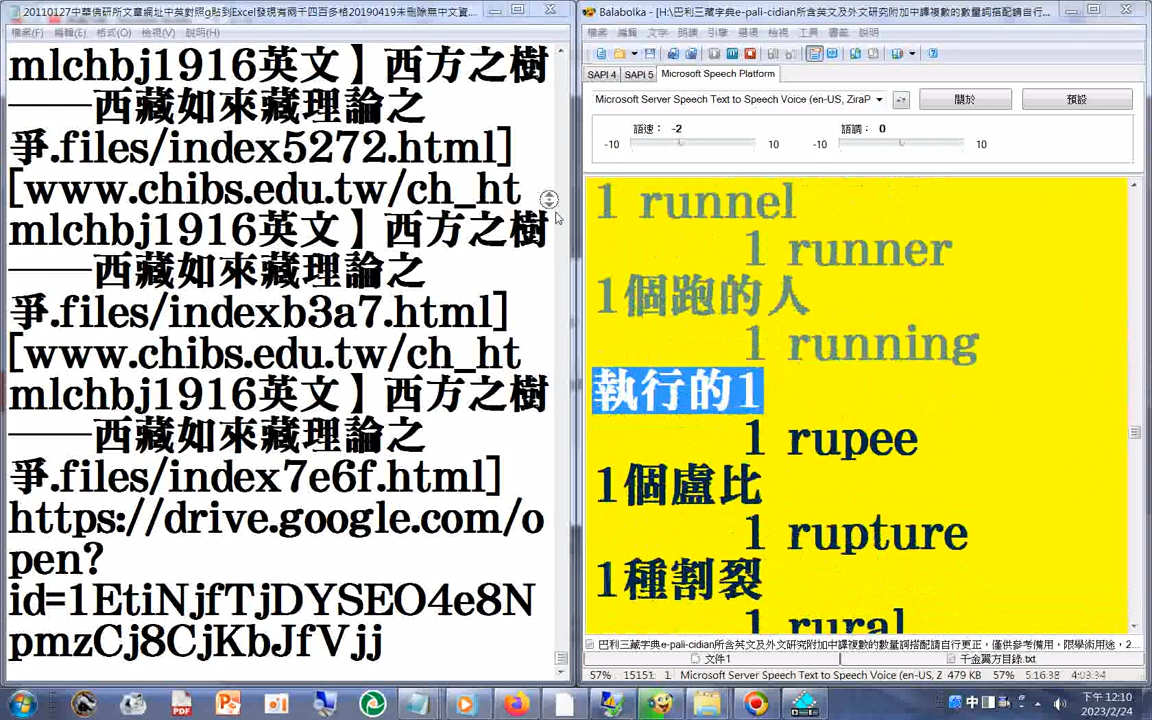 20110127中華佛研所文章網址中英對照g貼到Excel發現有兩千四百多格20190419未刪除無中文資...
檔案(F) 編輯(E) 格式(O) 檢視(V) 說明(H)
mlchbj1916英文】西方之樹
——西藏如來藏理論之
爭.files/index5272.html]
[www.chibs.edu.tw/ch_ht
mlchbj1916英文】西方之樹
——西藏如來藏理論之
爭.files/indexb3a7.html]
[www.chibs.edu.tw/ch_ht
mlchbj1916英文】西方之樹
——西藏如來藏理論之
爭.files/index7e6f.html]
https://drive.google.com/o
pen?
id=1EtiNjfTjDYSEO4e8N
pmzCj8CjKbJfVjj
Balabolka - [H:\巴利三藏字典e-pali-cidian所含英文及外文研究附加中譯複數的數量詞搭配請自行...
檔案 編輯 文字 朗讀 引擎 選項 檢視 工具 書籤 說明
SAPI 4 SAPI 5 Microsoft Speech Platform
Microsoft Server Speech Text to Speech Voice (en-US, ZiraP 關於 預設
語速： -2 語調： 0
-10 10 -10 10
1 runnel
1 runner
1個跑的人
1 running
執行的1
1 rupee
1個盧比
1 rupture
1種割裂
1 rural
巴利三藏字典e-pali-cidian所含英文及外文研究附加中譯複數的數量詞搭配請自行更正，僅供參考備用，限學術用途，2...
文件1 千金翼方目錄.txt
57% 15151: 1 Microsoft Server Speech Text to Speech Voice (en-US, Z 479 KB 57% 5:16:38 4:03:34
PDF
中
下午 12:10
2023/2/24